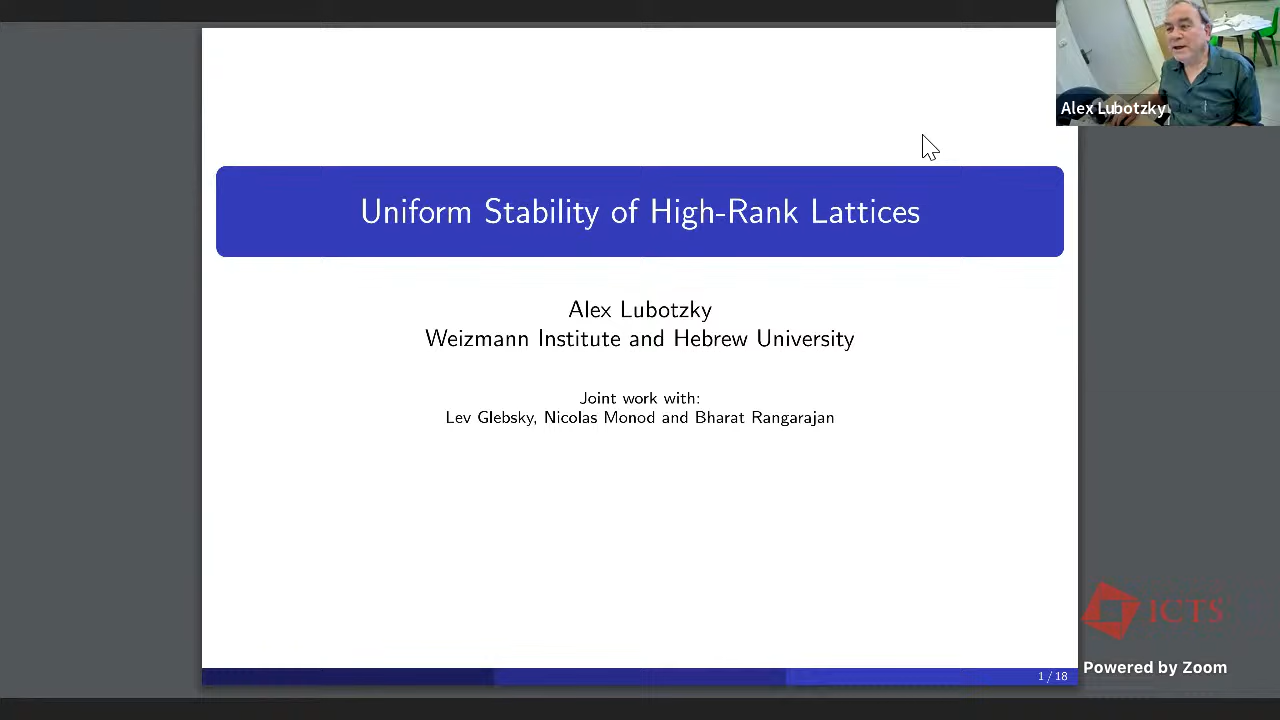 Alex Lubotzky
Uniform Stability of High-Rank Lattices
Alex Lubotzky
Weizmann Institute and Hebrew University
Joint work with:
Lev Glebsky, Nicolas Monod and Bharat Rangarajan
ICTS
Powered by Zoom
1 / 18